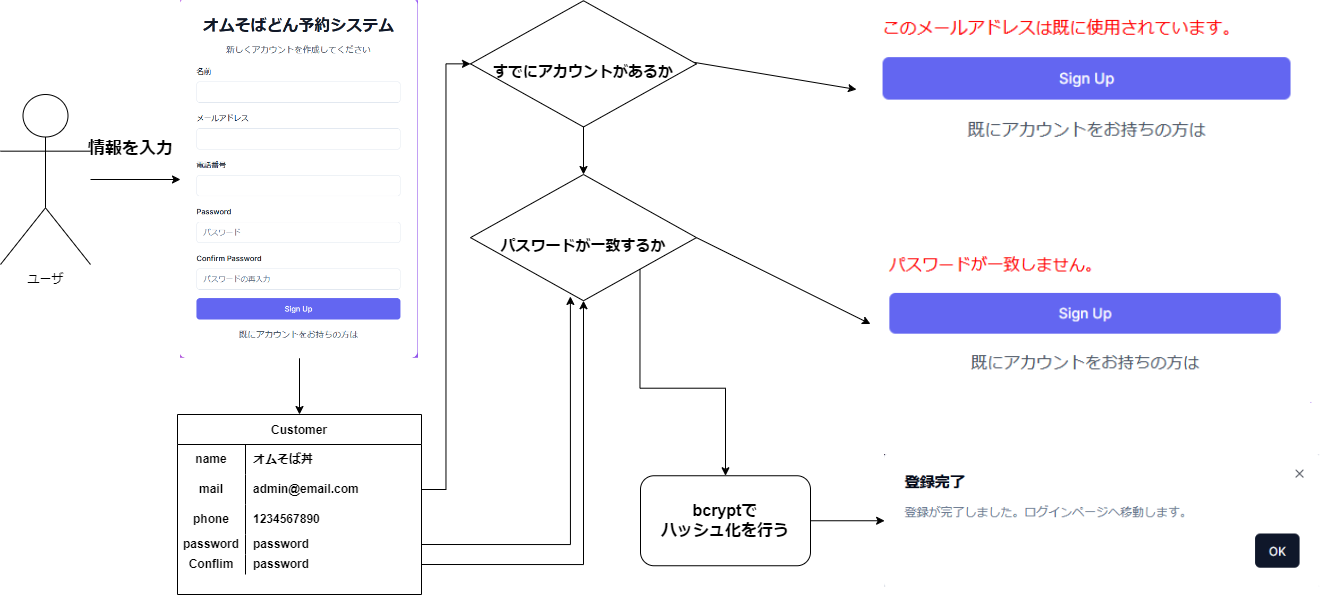 ユーザ
情報を入力
オムそばどん予約システム
新しくアカウントを作成してください
名前
メールアドレス
電話番号
Password
パスワード
Confirm Password
パスワードの再入力
Sign Up
既にアカウントをお持ちの方は
Customer
name オムそば丼
mail admin@email.com
phone 1234567890
password password
Conflim password
すでにアカウントがあるか
パスワードが一致するか
bcryptで
ハッシュ化を行う
このメールアドレスは既に使用されています。
Sign Up
既にアカウントをお持ちの方は
パスワードが一致しません。
Sign Up
既にアカウントをお持ちの方は
登録完了
登録が完了しました。ログインページへ移動します。
OK